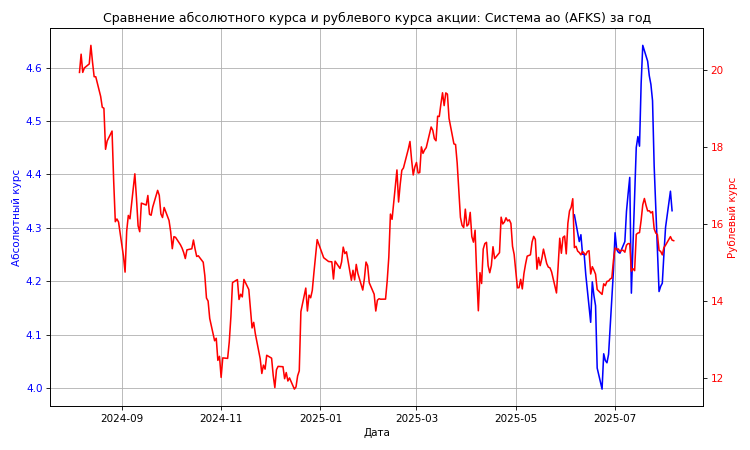 Сравнение абсолютного курса и рублевого курса акции: Система ао (AFKS) за год
4.6
4.5
4.4
4.3
4.2
4.1
4.0
Абсолютный курс
20
18
16
14
12
Рублевый курс
2024-09 2024-11 2025-01 2025-03 2025-05 2025-07
Дата